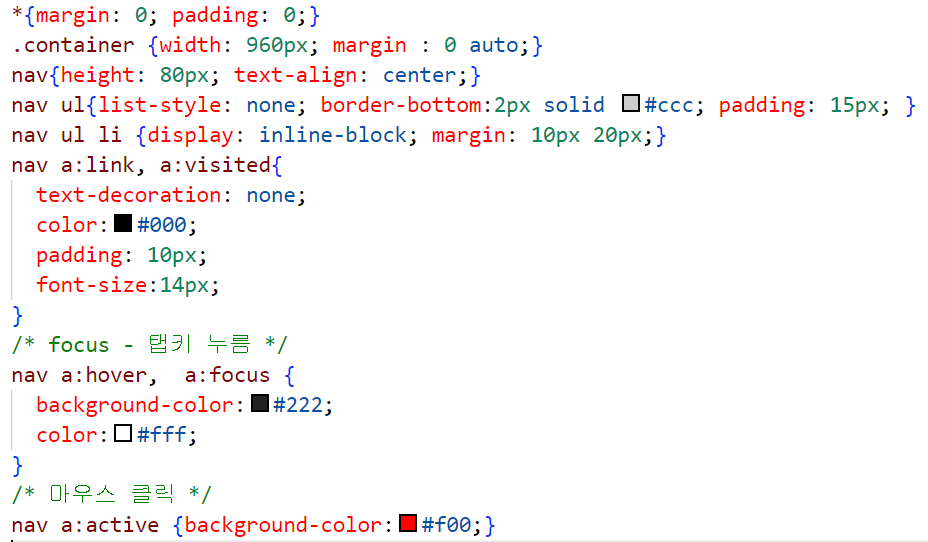 *{margin: 0; padding: 0;}
.container {width: 960px; margin : 0 auto;}
nav{height: 80px; text-align: center;}
nav ul{list-style: none; border-bottom:2px solid #ccc; padding: 15px; }
nav ul li {display: inline-block; margin: 10px 20px;}
nav a:link, a:visited{
  text-decoration: none;
  color:#000;
  padding: 10px;
  font-size:14px;
}
/* focus - 탭키 누름 */
nav a:hover,  a:focus {
  background-color:#222;
  color:#fff;
}
/* 마우스 클릭 */
nav a:active {background-color:#f00;}